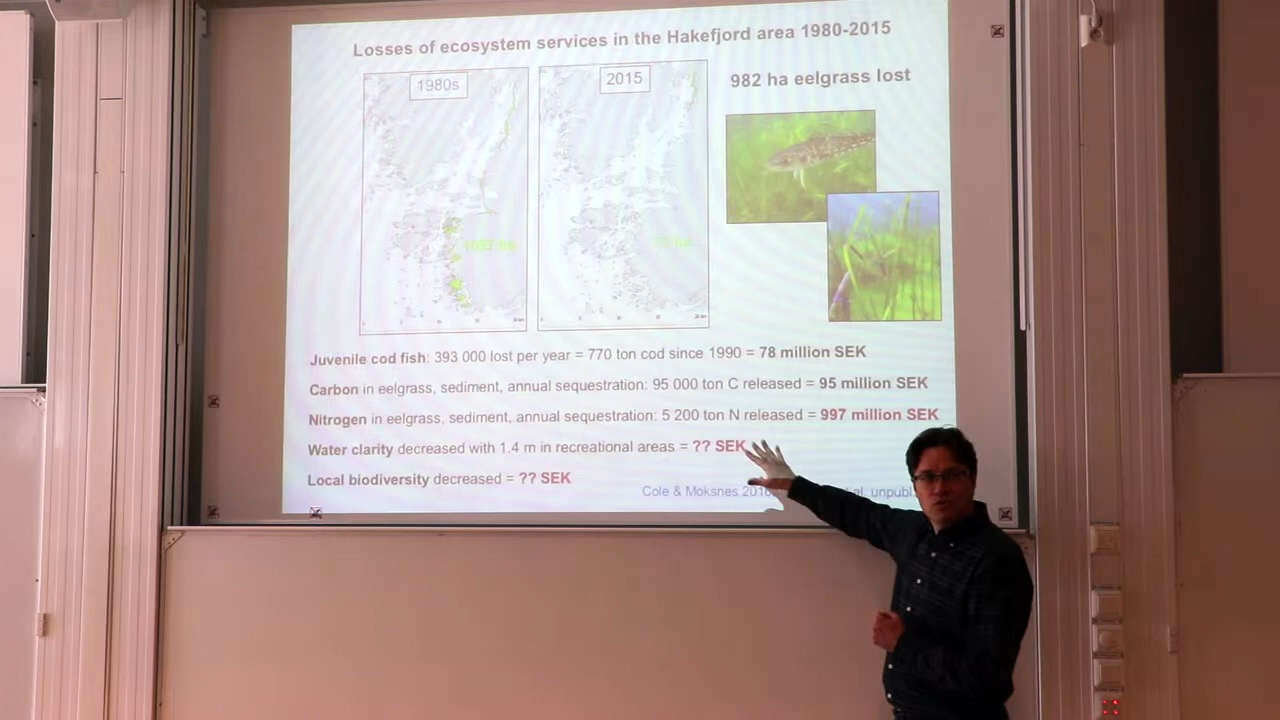 Losses of ecosystem services in the Hakefjord area 1980-2015
1980s
2015
982 ha eelgrass lost
Juvenile cod fish: 393 000 lost per year = 770 ton cod since 1990 = 78 million SEK
Carbon in eelgrass, sediment, annual sequestration: 95 000 ton C released = 95 million SEK
Nitrogen in eelgrass, sediment, annual sequestration: 5 200 ton N released = 997 million SEK
Water clarity decreased with 1.4 m in recreational areas = ?? SEK
Local biodiversity decreased = ?? SEK
Cole & Moksnes 2016 al, unpubl.